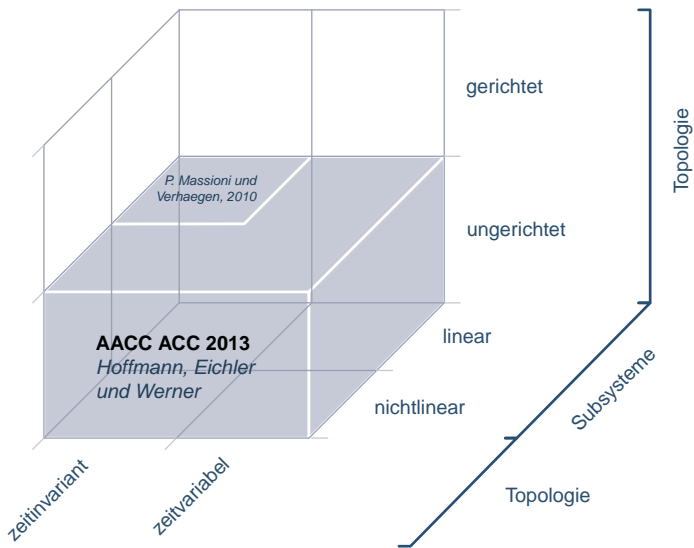 gerichtet
Topologie
P. Massioni und
Verhaegen, 2010
ungerichtet
AACC ACC 2013
Hoffmann, Eichler
und Werner
linear
nichtlinear
Subsysteme
zeitinvariant
zeitvariabel
Topologie